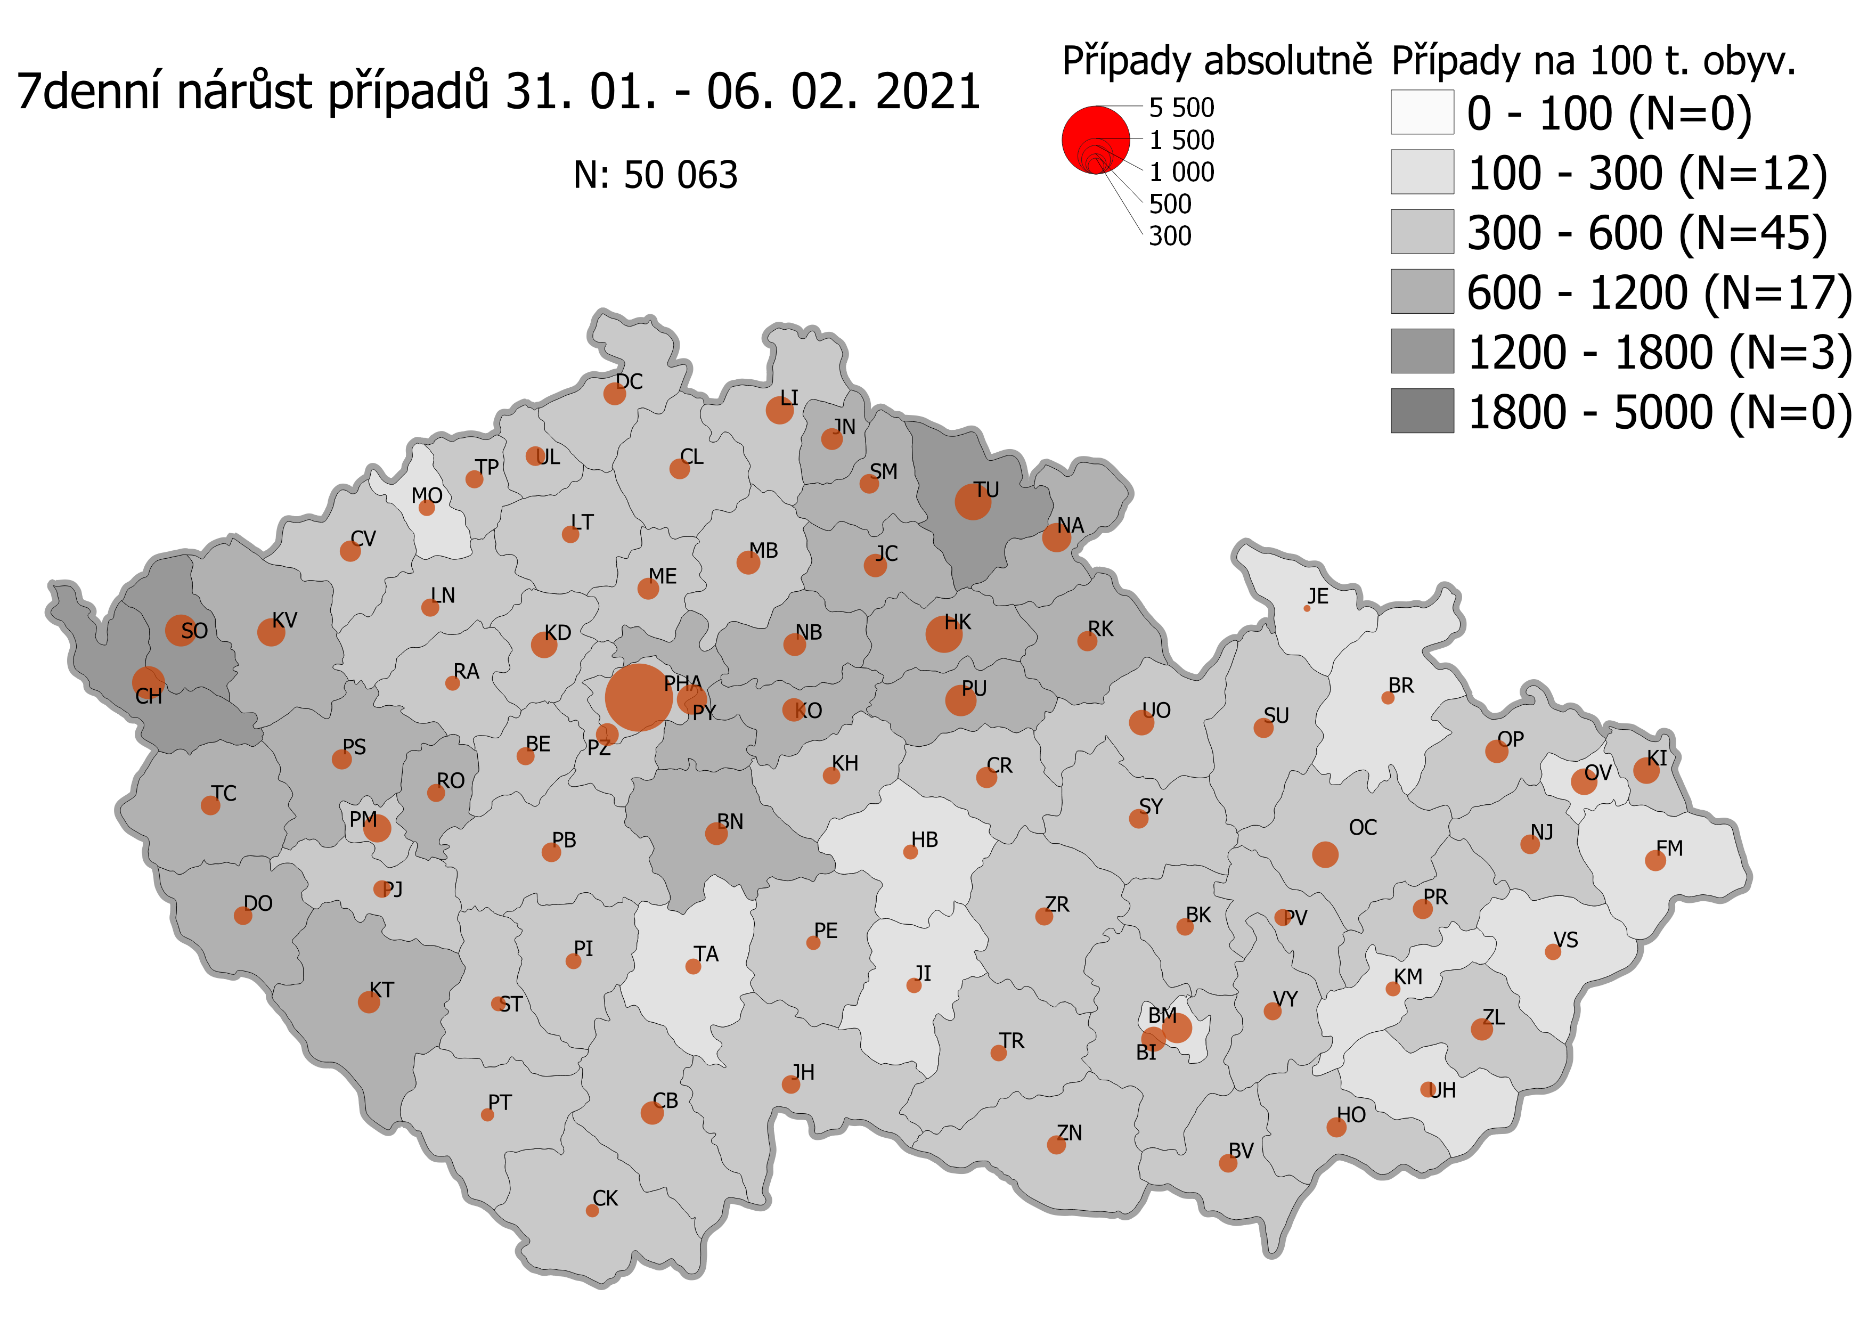 7denní nárůst případů 31. 01. - 06. 02. 2021
N: 50 063
Případy absolutně
5 500
1 500
1 000
500
300
Případy na 100 t. obyv.
0 - 100 (N=0)
100 - 300 (N=12)
300 - 600 (N=45)
600 - 1200 (N=17)
1200 - 1800 (N=3)
1800 - 5000 (N=0)
DC
LI
JN
UL
TP
CL
SM
MO
TU
LT
NA
CV
MB
JC
ME
LN
JE
SO
KV
KD
NB
HK
RK
RA
PHA
CH
PY
KO
PU
UO
SU
BR
PS
BE
PZ
OP
KI
RO
KH
CR
OV
TC
PM
PB
BN
SY
HB
OC
NJ
FM
DO
PJ
PE
ZR
BK
PV
PR
PI
TA
VS
KT
ST
JI
VY
KM
BM
ZL
BI
TR
JH
UH
PT
CB
HO
ZN
BV
CK